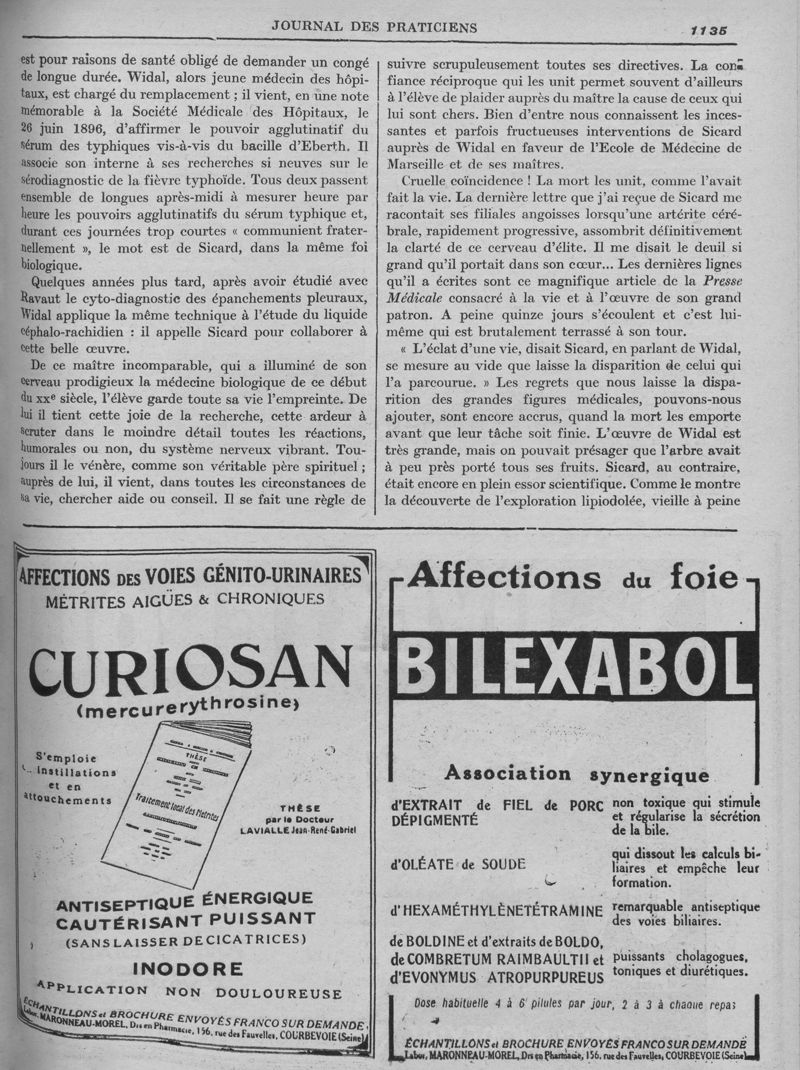 JOURNAL DES PRATICIENS
1135
est pour raisons de santé obligé de demander un congé
de longue durée. Widal, alors jeune médecin des hôpi-
taux, est chargé du remplacement ; il vient, en une note
mémorable à la Société Médicale des Hôpitaux, le
26 juin 1896, d'affirmer le pouvoir agglutinatif du
sérum des typhiques vis-à-vis du bacille d'Eberth. Il
associe son interne à ses recherches si neuves sur le
sérodiagnostic de la fièvre typhoïde. Tous deux passent
ensemble de longues après-midi à mesurer heure par
heure les pouvoirs agglutinatifs du sérum typhique et,
durant ces journées trop courtes « communient frater-
nellement », le mot est de Sicard, dans la même foi
biologique.
Quelques années plus tard, après avoir étudié avec
Ravaut le cyto-diagnostic des épanchements pleuraux,
Widal applique la même technique à l'étude du liquide
céphalo-rachidien : il appelle Sicard pour collaborer à
cette belle œuvre.
De ce maître incomparable, qui a illuminé de son
cerveau prodigieux la médecine biologique de ce début
du XXe siècle, l'élève garde toute sa vie l'empreinte. De
lui il tient cette joie de la recherche, cette ardeur à
scruter dans le moindre détail toutes les réactions,
humorales ou non, du système nerveux vibrant. Tou-
jours il le vénère, comme son véritable père spirituel ;
auprès de lui, il vient, dans toutes les circonstances de
sa vie, chercher aide ou conseil. Il se fait une règle de
suivre scrupuleusement toutes ses directives. La con-
fiance réciproque qui les unit permet souvent d'ailleurs
à l'élève de plaider auprès du maître la cause de ceux qui
lui sont chers. Bien d'entre nous connaissent les inces-
santes et parfois fructueuses interventions de Sicard
auprès de Widal en faveur de l'Ecole de Médecine de
Marseille et de ses maîtres.
Cruelle coïncidence ! La mort les unit, comme l'avait
fait la vie. La dernière lettre que j'ai reçue de Sicard me
racontait ses filiales angoisses lorsqu'une artérite céré-
brale, rapidement progressive, assombrit définitivement
la clarté de ce cerveau d'élite. Il me disait le deuil si
grand qu'il portait dans son cœur... Les dernières lignes
qu'il a écrites sont ce magnifique article de la Presse
Médicale consacré à la vie et à l'œuvre de son grand
patron. A peine quinze jours s'écoulent et c'est lui-
même qui est brutalement terrassé à son tour.
« L'éclat d'une vie, disait Sicard, en parlant de Widal,
se mesure au vide que laisse la disparition de celui qui
l'a parcourue. » Les regrets que nous laisse la dispa-
rition des grandes figures médicales, pouvons-nous
ajouter, sont encore accrus, quand la mort les emporte
avant que leur tâche soit finie. L'œuvre de Widal est
très grande, mais on pouvait présager que l'arbre avait
à peu près porté tous ses fruits. Sicard, au contraire,
était encore en plein essor scientifique. Comme le montre
la découverte de l'exploration lipiodolée, vieille à peine
AFFECTIONS DES VOIES GÉNITO-URINAIRES
MÉTRITES AIGÜES & CHRONIQUES
CURIOSAN
(mercurerythrosine)
S'emploie
instillations
et en
attouchements
THÈSE
Traitement local des Métrites
THÈSE
par le Docteur
LAVIALLE Jean-René-Gabriel
ANTISEPTIQUE ÉNERGIQUE
CAUTÉRISANT PUISSANT
(SANS LAISSER DE CICATRICES)
INODORE
APPLICATION NON DOULOUREUSE
ÉCHANTILLONS et BROCHURE ENVOYÉS FRANCO SUR DEMANDE.
Labor. MARONNEAU-MOREL, Drs en Pharmacie, 156, rue des Fauvelles, COURBEVOIE (Seine)
Affections du foie
BILEXABOL
Association synergique
d'EXTRAIT de FIEL de PORC
DÉPIGMENTÉ
non toxique qui stimule
et régularise la sécrétion
de la bile.
d'OLÉATE de SOUDE
qui dissout les calculs bi-
liaires et empêche leur
formation.
d'HEXAMÉTHYLÈNETÉTRAMINE
remarquable antiseptique
des voies biliaires.
de BOLDINE et d'extraits de BOLDO,
de COMBRETUM RAIMBAULTII et
d'EVONYMUS ATROPURPUREUS
puissants cholagogues,
toniques et diurétiques.
Dose habituelle 4 à 6 pilules par jour, 2 à 3 à chaque repas
ÉCHANTILLONS et BROCHURE ENVOYÉS FRANCO SUR DEMANDE
Labor. MARONNEAU-MOREL, Drs en Pharmacie, 156, rue des Fauvelles, COURBEVOIE (Seine)